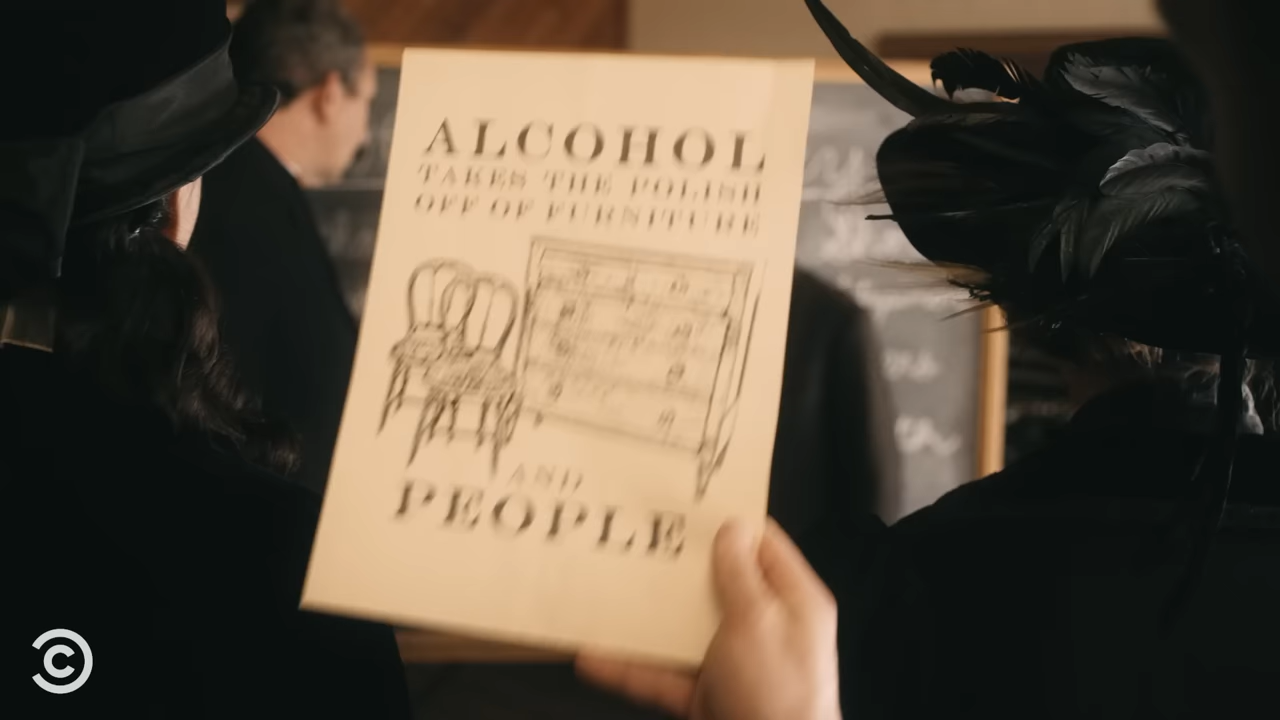 ALCOHOL
TAKES THE POLISH
OFF OF FURNITURE
AND
PEOPLE